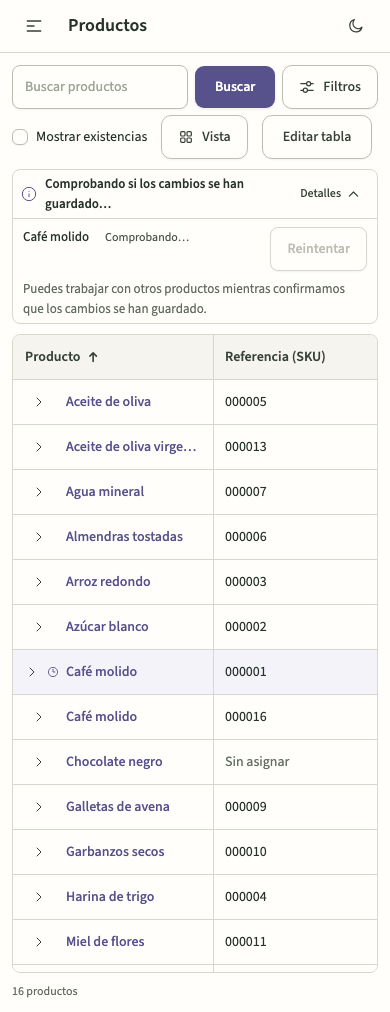 Productos
Buscar productos
Buscar
Filtros
Mostrar existencias
Vista
Editar tabla
Comprobando si los cambios se han
guardado…
Detalles
Café molido
Comprobando…
Reintentar
Puedes trabajar con otros productos mientras confirmamos
que los cambios se han guardado.
Producto
Referencia (SKU)
Aceite de oliva
000005
Aceite de oliva virge…
000013
Agua mineral
000007
Almendras tostadas
000006
Arroz redondo
000003
Azúcar blanco
000002
Café molido
000001
Café molido
000016
Chocolate negro
Sin asignar
Galletas de avena
000009
Garbanzos secos
000010
Harina de trigo
000004
Miel de flores
000011
16 productos